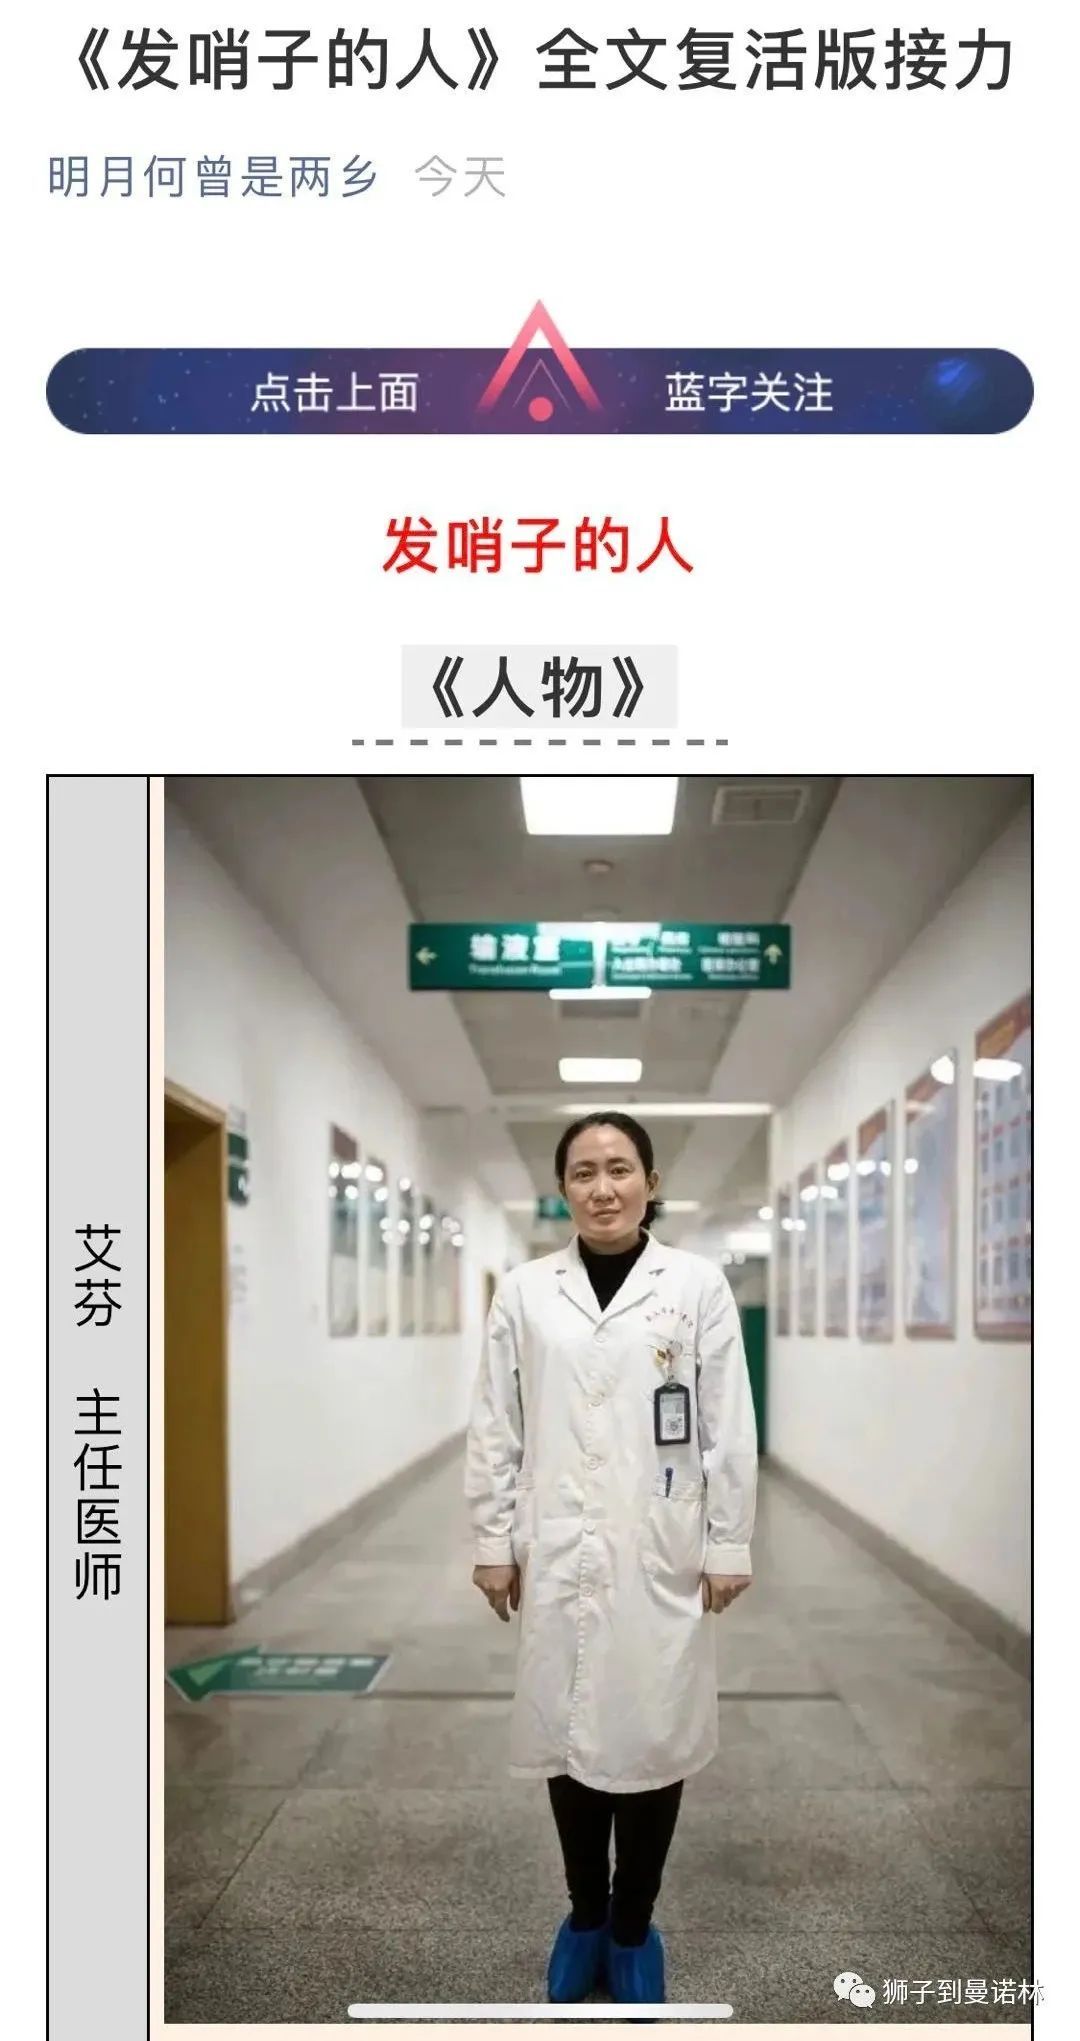 《发哨子的人》全文复活版接力
明月何曾是两乡 今天
点击上面 蓝字关注
发哨子的人
《人物》
输液室
艾芬 主任医师
狮子到曼诺林